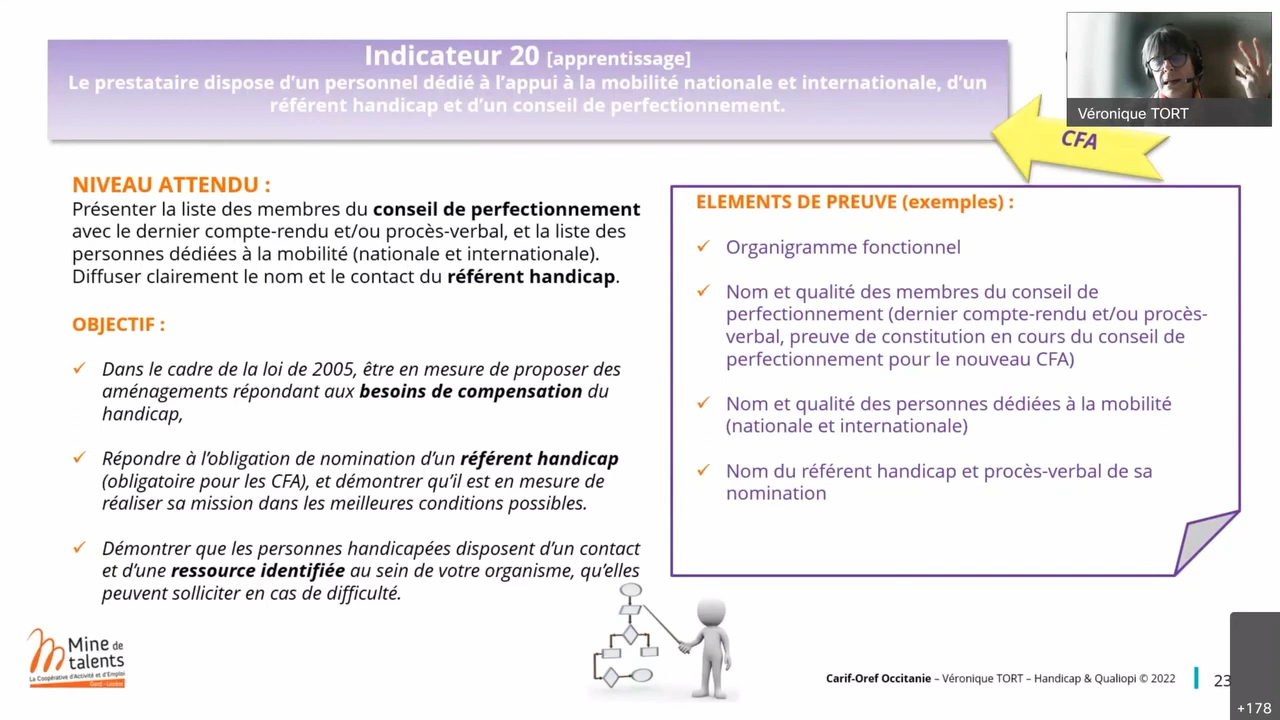 Indicateur 20 [apprentissage]
Le prestataire dispose d'un personnel dédié à l'appui à la mobilité nationale et internationale, d'un
référent handicap et d'un conseil de perfectionnement.
Véronique TORT
CFA
NIVEAU ATTENDU :
Présenter la liste des membres du conseil de perfectionnement
avec le dernier compte-rendu et/ou procès-verbal, et la liste des
personnes dédiées à la mobilité (nationale et internationale).
Diffuser clairement le nom et le contact du référent handicap.
OBJECTIF :
✓ Dans le cadre de la loi de 2005, être en mesure de proposer des
aménagements répondant aux besoins de compensation du
handicap,
✓ Répondre à l'obligation de nomination d'un référent handicap
(obligatoire pour les CFA), et démontrer qu'il est en mesure de
réaliser sa mission dans les meilleures conditions possibles.
✓ Démontrer que les personnes handicapées disposent d'un contact
et d'une ressource identifiée au sein de votre organisme, qu'elles
peuvent solliciter en cas de difficulté.
ELEMENTS DE PREUVE (exemples) :
✓ Organigramme fonctionnel
✓ Nom et qualité des membres du conseil de
perfectionnement (dernier compte-rendu et/ou procès-
verbal, preuve de constitution en cours du conseil de
perfectionnement pour le nouveau CFA)
✓ Nom et qualité des personnes dédiées à la mobilité
(nationale et internationale)
✓ Nom du référent handicap et procès-verbal de sa
nomination
Mine de
talents
La Coopérative d'Activité et d'Emploi
Gard - Lozère
Carif-Oref Occitanie – Véronique TORT – Handicap & Qualiopi © 2022
23
+178